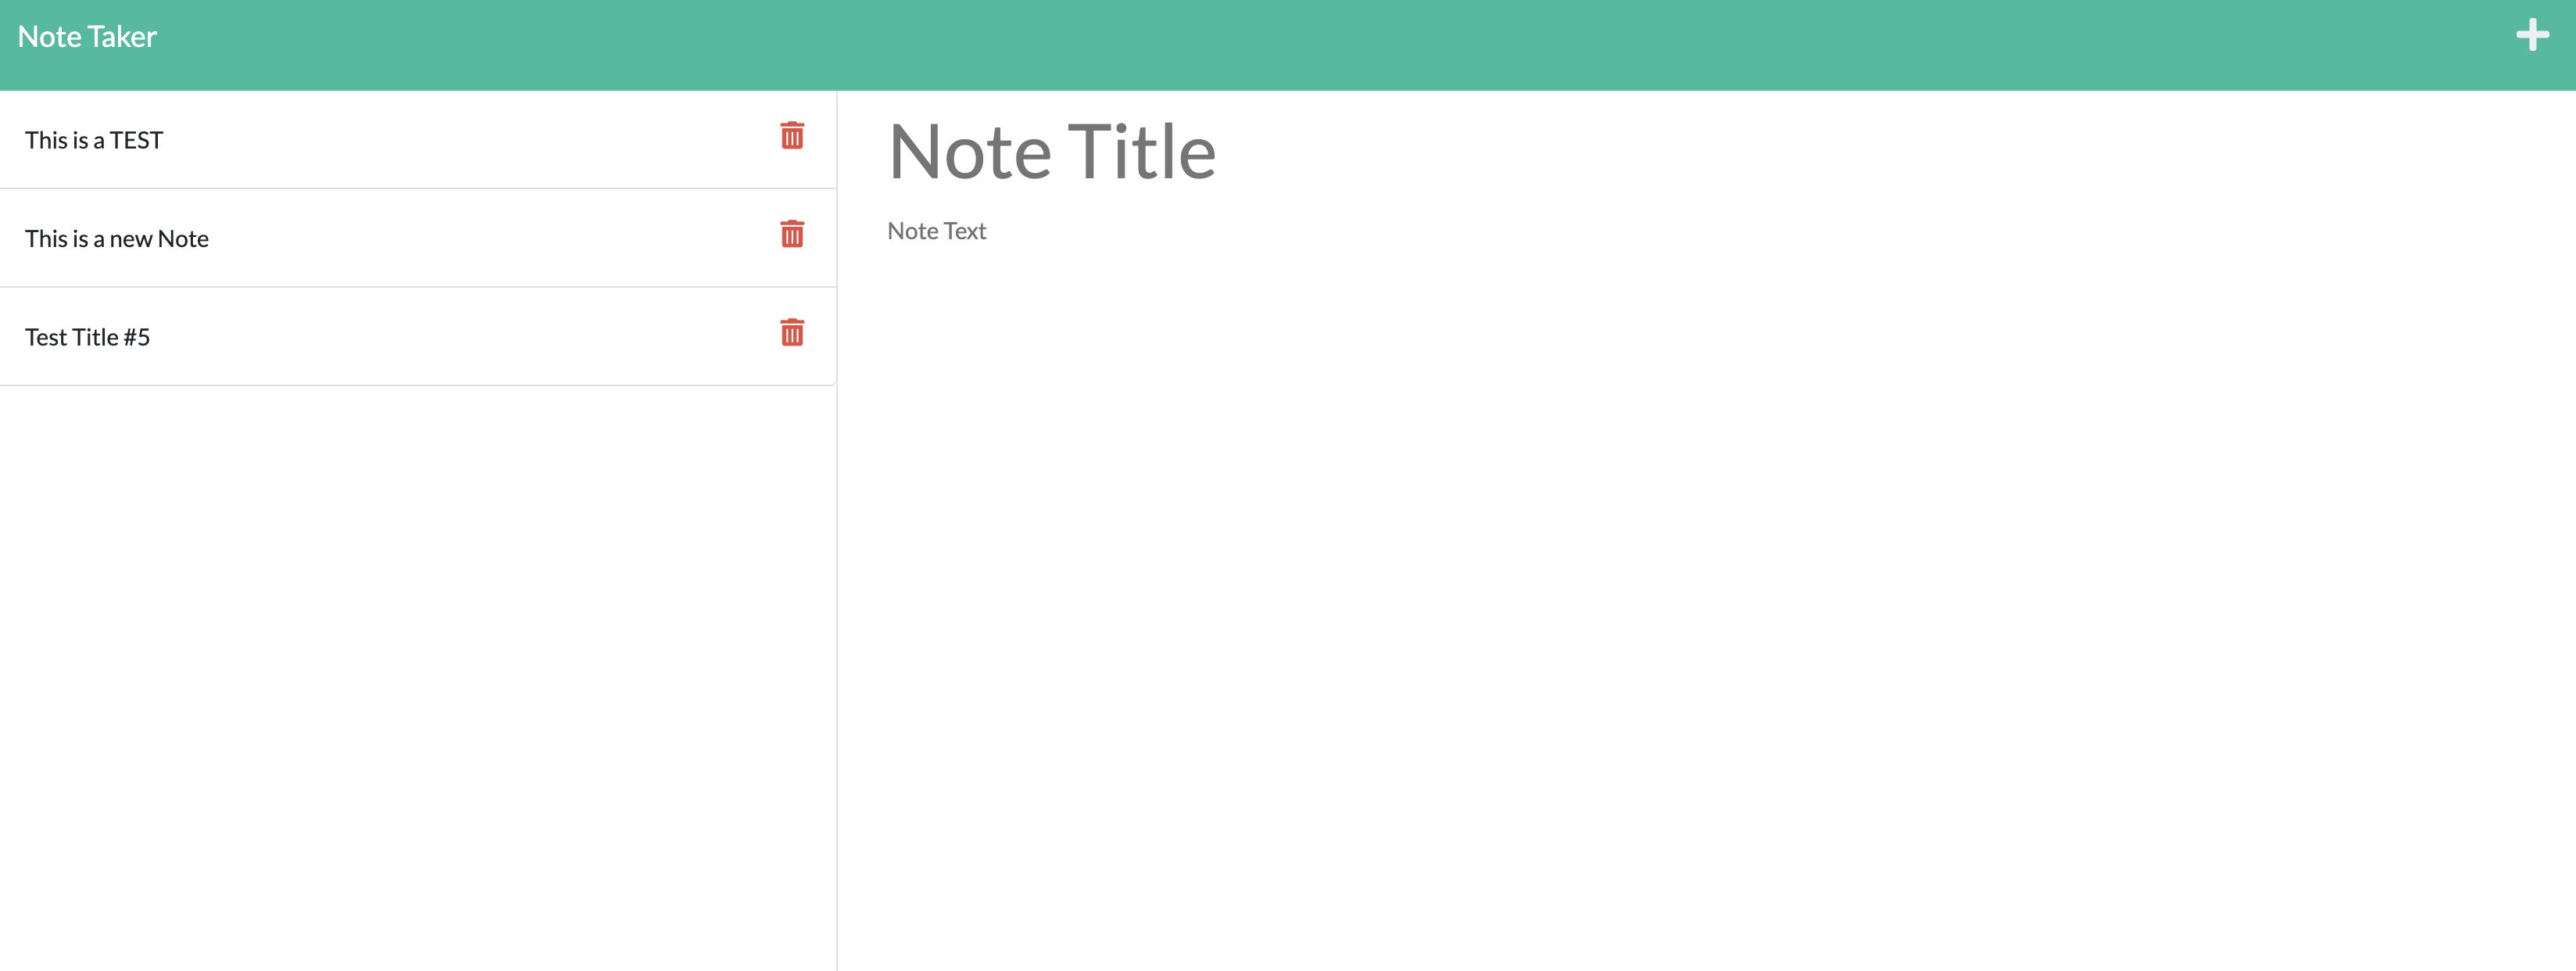 Note Taker
This is a TEST
This is a new Note
Test Title #5
Note Title
Note Text